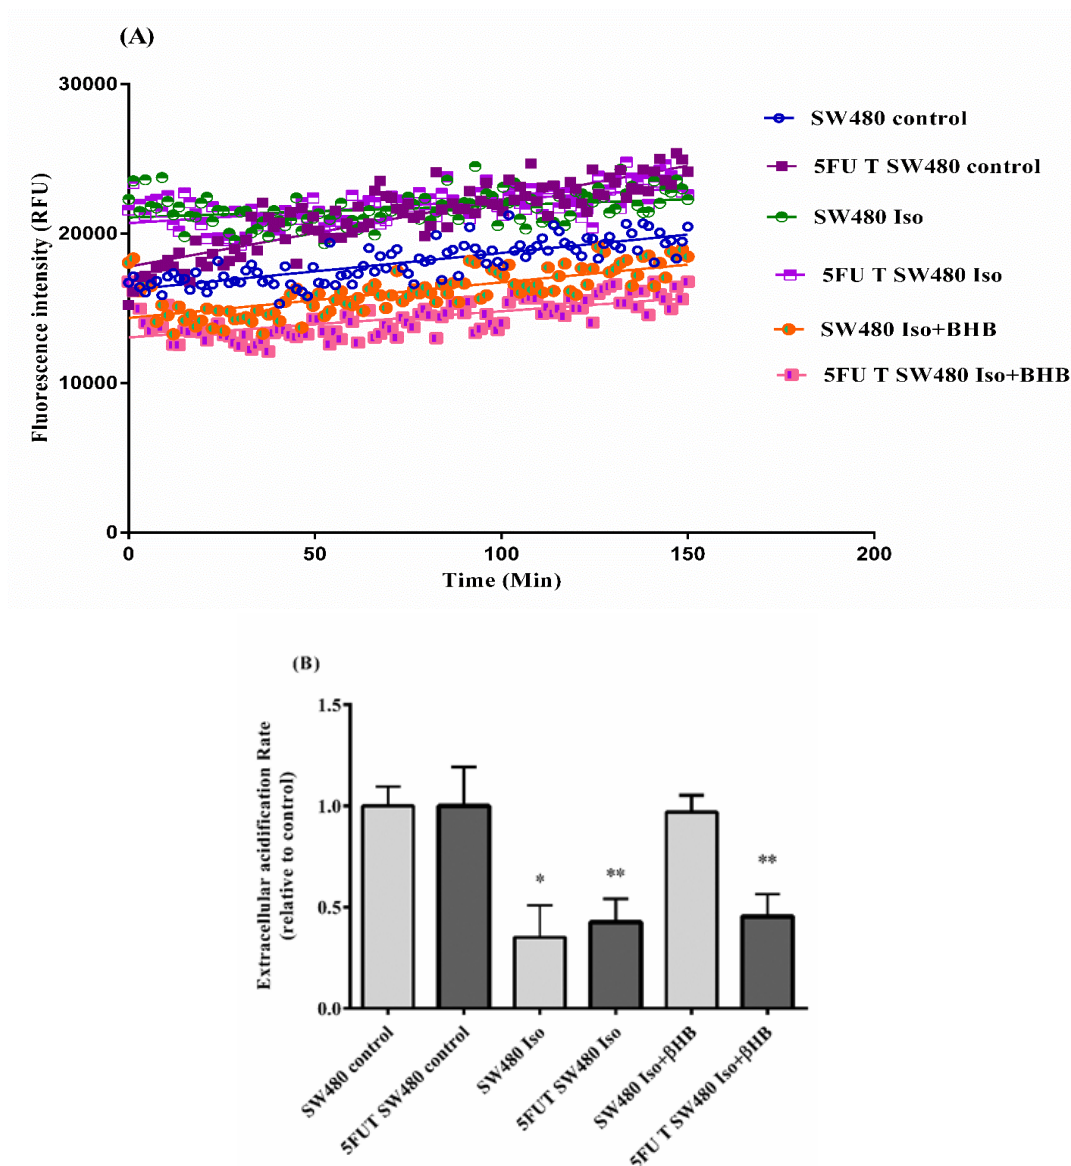 (A)
Fluorescence intensity (RFU)
30000
20000
10000
0
0 50 100 150 200
Time (Min)
SW480 control
5FU T SW480 control
SW480 Iso
5FU T SW480 Iso
SW480 Iso+BHB
5FU T SW480 Iso+BHB
(B)
Extracellular acidification Rate
(relative to control)
1.5
1.0
0.5
0.0
*
**
**
SW480 control
5FUT SW480 control
SW480 Iso
5FUT SW480 Iso
SW480 Iso+βHB
5FU T SW480 Iso+βHB